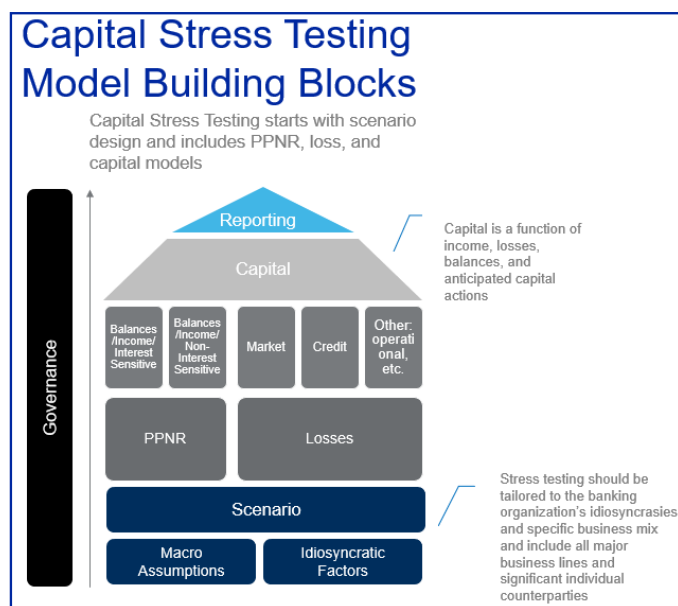 Capital Stress Testing
Model Building Blocks
Capital Stress Testing starts with scenario
design and includes PPNR, loss, and
capital models
Governance
Reporting
Capital
Capital is a function of
income, losses,
balances, and
anticipated capital
actions
Balances
/Income/
Interest
Sensitive
Balances
/Income/
Non-
Interest
Sensitive
Market
Credit
Other:
operati
onal,
etc.
PPNR
Losses
Scenario
Macro
Assumptions
Idiosyncratic
Factors
Stress testing should be
tailored to the banking
organization’s idiosyncrasies
and specific business mix
and include all major
business lines and
significant individual
counterparties